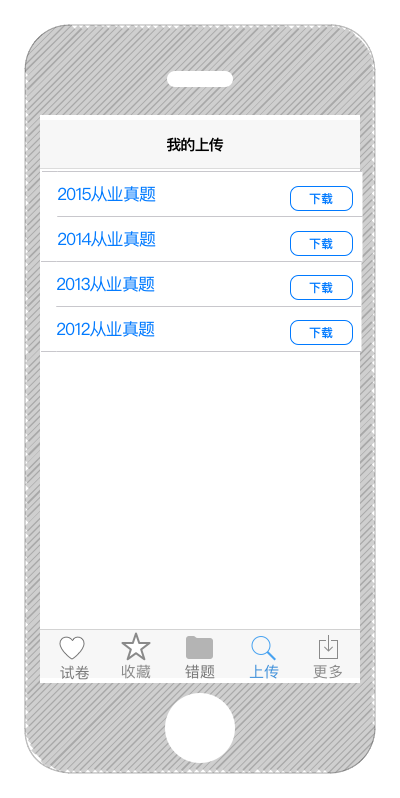 我的上传
2015从业真题 下载
2014从业真题 下载
2013从业真题 下载
2012从业真题 下载
试卷 收藏 错题 上传 更多